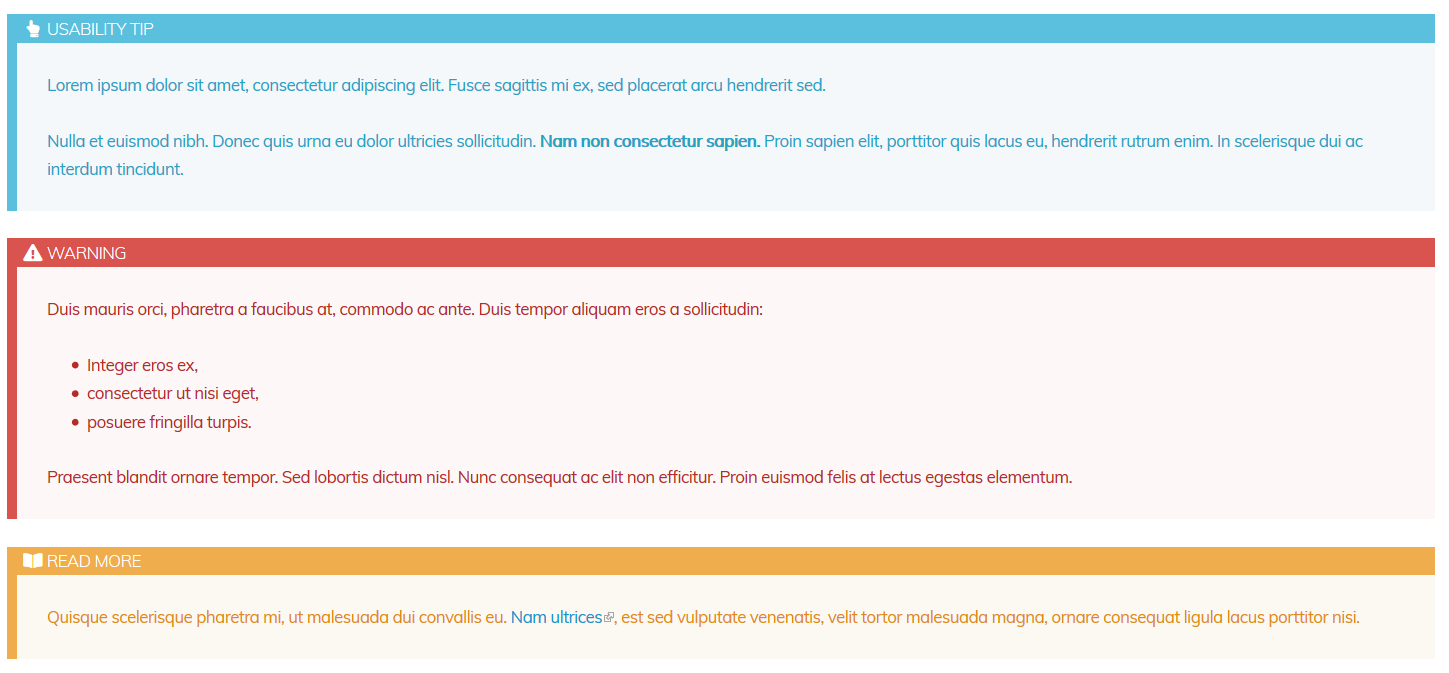 USABILITY TIP
Lorem ipsum dolor sit amet, consectetur adipiscing elit. Fusce sagittis mi ex, sed placerat arcu hendrerit sed.
Nulla et euismod nibh. Donec quis urna eu dolor ultricies sollicitudin. Nam non consectetur sapien. Proin sapien elit, porttitor quis lacus eu, hendrerit rutrum enim. In scelerisque dui ac
interdum tincidunt.
WARNING
Duis mauris orci, pharetra a faucibus at, commodo ac ante. Duis tempor aliquam eros a sollicitudin:
• Integer eros ex,
• consectetur ut nisi eget,
• posuere fringilla turpis.
Praesent blandit ornare tempor. Sed lobortis dictum nisl. Nunc consequat ac elit non efficitur. Proin euismod felis at lectus egestas elementum.
READ MORE
Quisque scelerisque pharetra mi, ut malesuada dui convallis eu. Nam ultrices, est sed vulputate venenatis, velit tortor malesuada magna, ornare consequat ligula lacus porttitor nisi.